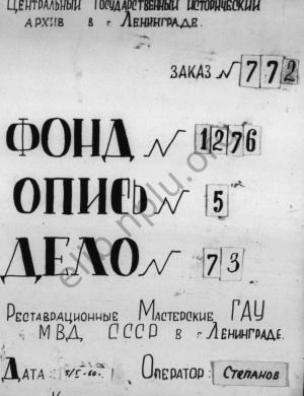 ЦЕНТРАЛЬНЫЙ ГОСУДАРСТВЕННЫЙ ИСТОРИЧЕСКИЙ
АРХИВ В г ЛЕНИНГРАДЕ.
ЗАКАЗ № 772
ФОНД № 1276
ОПИСЬ № 5
ДЕЛО № 73
РЕСТАВРАЦИОННЫЕ МАСТЕРСКИЕ ГАУ
МВД СССР В г ЛЕНИНГРАДЕ.
ДАТА ОПЕРАТОР: СТЕПАНОВ